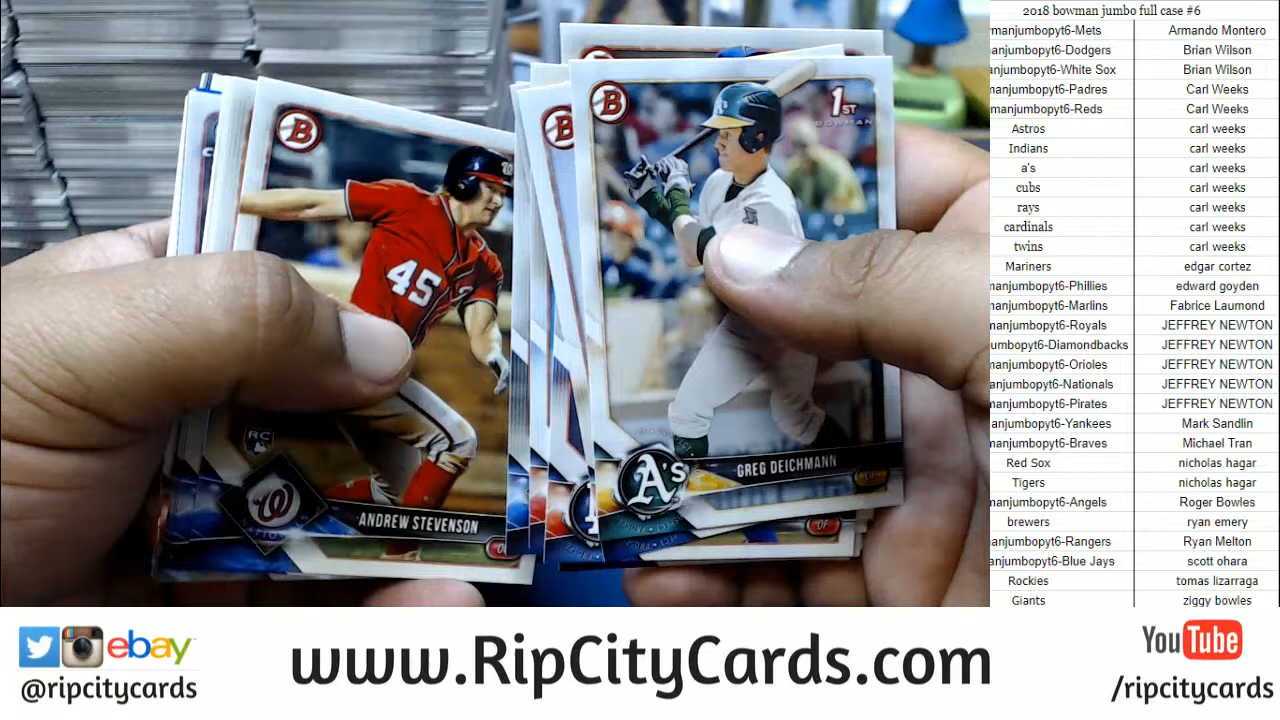 2018 bowman jumbo full case #6
manjumbopyt6-Mets Armando Montero
manjumbopyt6-Dodgers Brian Wilson
anjumbopyt6-White Sox Brian Wilson
manjumbopyt6-Padres Carl Weeks
manjumbopyt6-Reds Carl Weeks
Astros carl weeks
Indians carl weeks
a's carl weeks
cubs carl weeks
rays carl weeks
cardinals carl weeks
twins carl weeks
Mariners edgar cortez
manjumbopyt6-Phillies edward goyden
manjumbopyt6-Marlins Fabrice Laumond
manjumbopyt6-Royals JEFFREY NEWTON
umbopyt6-Diamondbacks JEFFREY NEWTON
manjumbopyt6-Orioles JEFFREY NEWTON
anjumbopyt6-Nationals JEFFREY NEWTON
manjumbopyt6-Pirates JEFFREY NEWTON
manjumbopyt6-Yankees Mark Sandlin
manjumbopyt6-Braves Michael Tran
Red Sox nicholas hagar
Tigers nicholas hagar
manjumbopyt6-Angels Roger Bowles
brewers ryan emery
manjumbopyt6-Rangers Ryan Melton
anjumbopyt6-Blue Jays scott ohara
Rockies tomas lizarraga
Giants ziggy bowles
B
45
RC
W
ANDREW STEVENSON
B
B
1ST
BOWMAN
A's
GREG DEICHMANN
OF
ebay
@ripcitycards
www.RipCityCards.com
YouTube
/ripcitycards